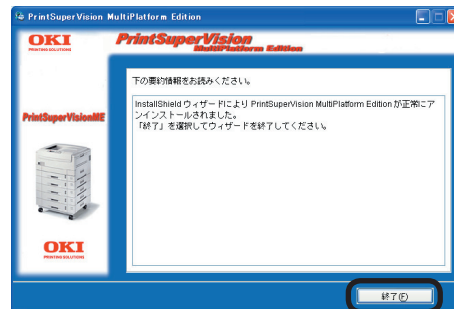 PrintSuperVision MultiPlatform Edition
OKI
PRINTING SOLUTIONS
PrintSuperVision
MultiPlatform Edition
下の要約情報をお読みください。
InstallShield ウィザードにより PrintSuperVision MultiPlatform Edition が正常にア
ンインストールされました。
「終了」を選択してウィザードを終了してください。
PrintSuperVisionME
OKI
PRINTING SOLUTIONS
終了(F)